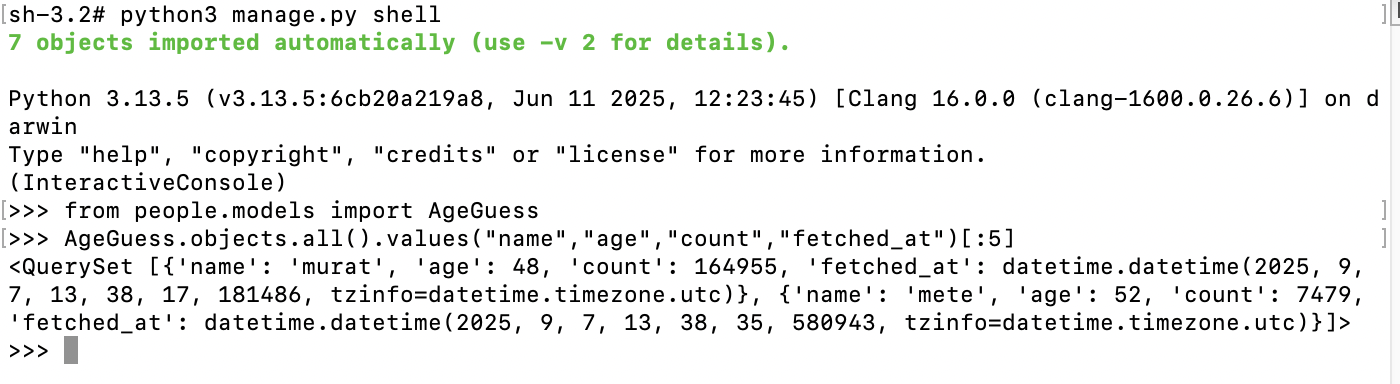 [sh-3.2# python3 manage.py shell ]
7 objects imported automatically (use -v 2 for details).
Python 3.13.5 (v3.13.5:6cb20a219a8, Jun 11 2025, 12:23:45) [Clang 16.0.0 (clang-1600.0.26.6)] on d
arwin
Type "help", "copyright", "credits" or "license" for more information.
(InteractiveConsole)
[>>> from people.models import AgeGuess ]
[>>> AgeGuess.objects.all().values("name","age","count","fetched_at")[:5] ]
<QuerySet [{'name': 'murat', 'age': 48, 'count': 164955, 'fetched_at': datetime.datetime(2025, 9,
7, 13, 38, 17, 181486, tzinfo=datetime.timezone.utc)}, {'name': 'mete', 'age': 52, 'count': 7479,
'fetched_at': datetime.datetime(2025, 9, 7, 13, 38, 35, 580943, tzinfo=datetime.timezone.utc)}]>
>>>